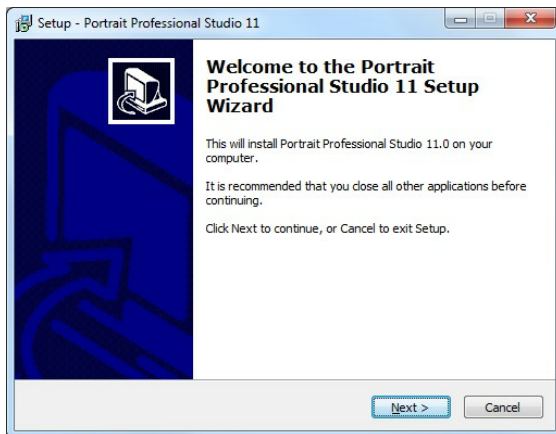 Setup - Portrait Professional Studio 11
Welcome to the Portrait
Professional Studio 11 Setup
Wizard
This will install Portrait Professional Studio 11.0 on your
computer.
It is recommended that you close all other applications before
continuing.
Click Next to continue, or Cancel to exit Setup.
Next >
Cancel